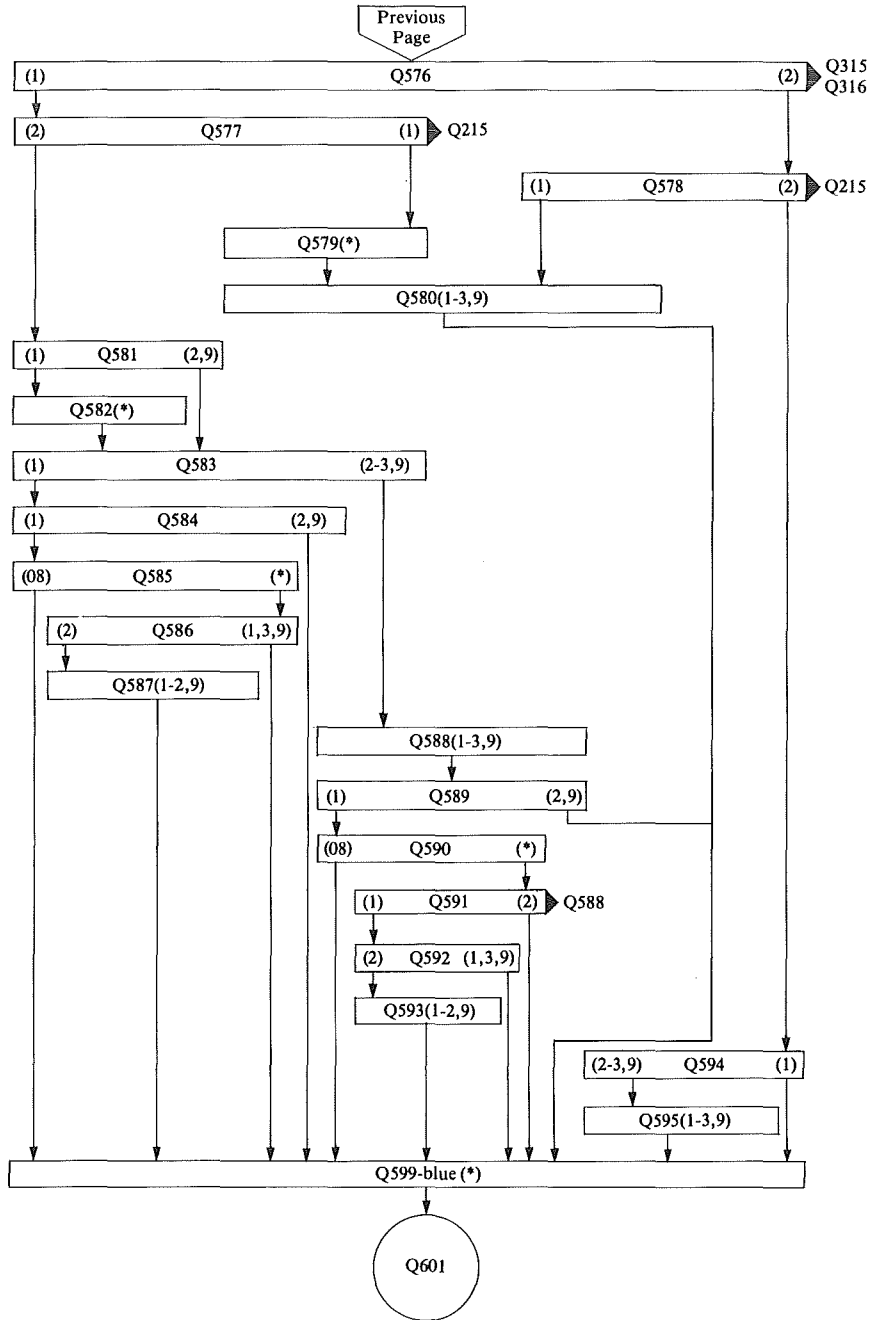 Previous
Page
(1) Q576 (2) Q315
Q316
(2) Q577 (1) Q215
(1) Q578 (2) Q215
Q579(*)
Q580(1-3,9)
(1) Q581 (2,9)
Q582(*)
(1) Q583 (2-3,9)
(1) Q584 (2,9)
(08) Q585 (*)
(2) Q586 (1,3,9)
Q587(1-2,9)
Q588(1-3,9)
(1) Q589 (2,9)
(08) Q590 (*)
(1) Q591 (2) Q588
(2) Q592 (1,3,9)
Q593(1-2,9)
(2-3,9) Q594 (1)
Q595(1-3,9)
Q599-blue (*)
Q601